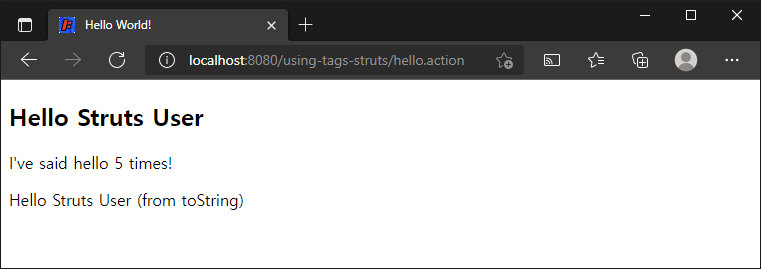 Hello World!
localhost:8080/using-tags-struts/hello.action
Hello Struts User
I've said hello 5 times!
Hello Struts User (from toString)